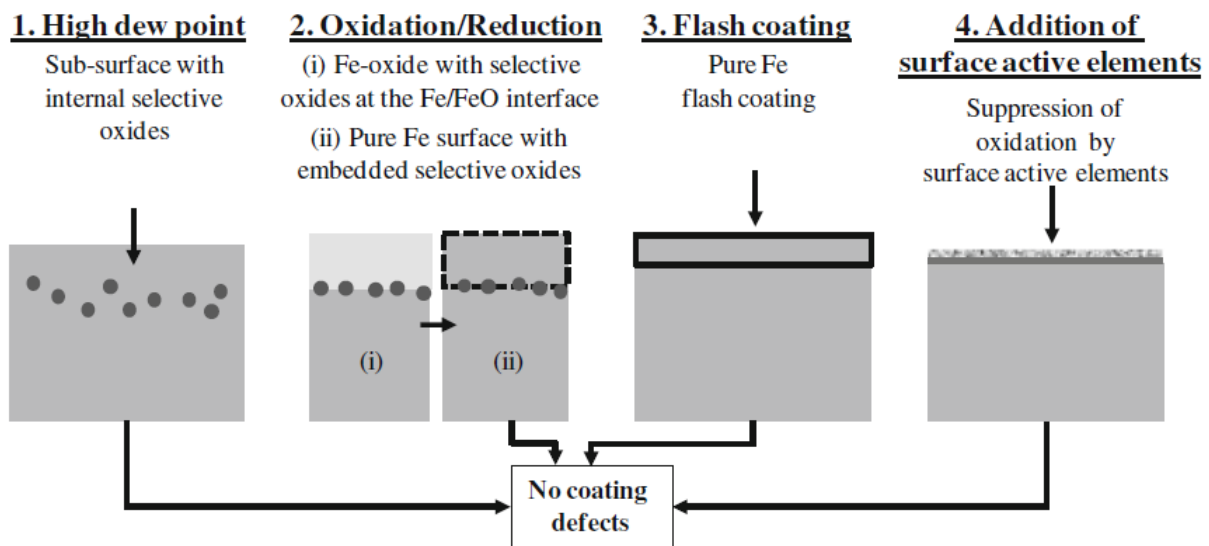 1. High dew point
Sub-surface with
internal selective
oxides
2. Oxidation/Reduction
(i) Fe-oxide with selective
oxides at the Fe/FeO interface
(ii) Pure Fe surface with
embedded selective oxides
3. Flash coating
Pure Fe
flash coating
4. Addition of
surface active elements
Suppression of
oxidation by
surface active elements
(i)
(ii)
No coating
defects